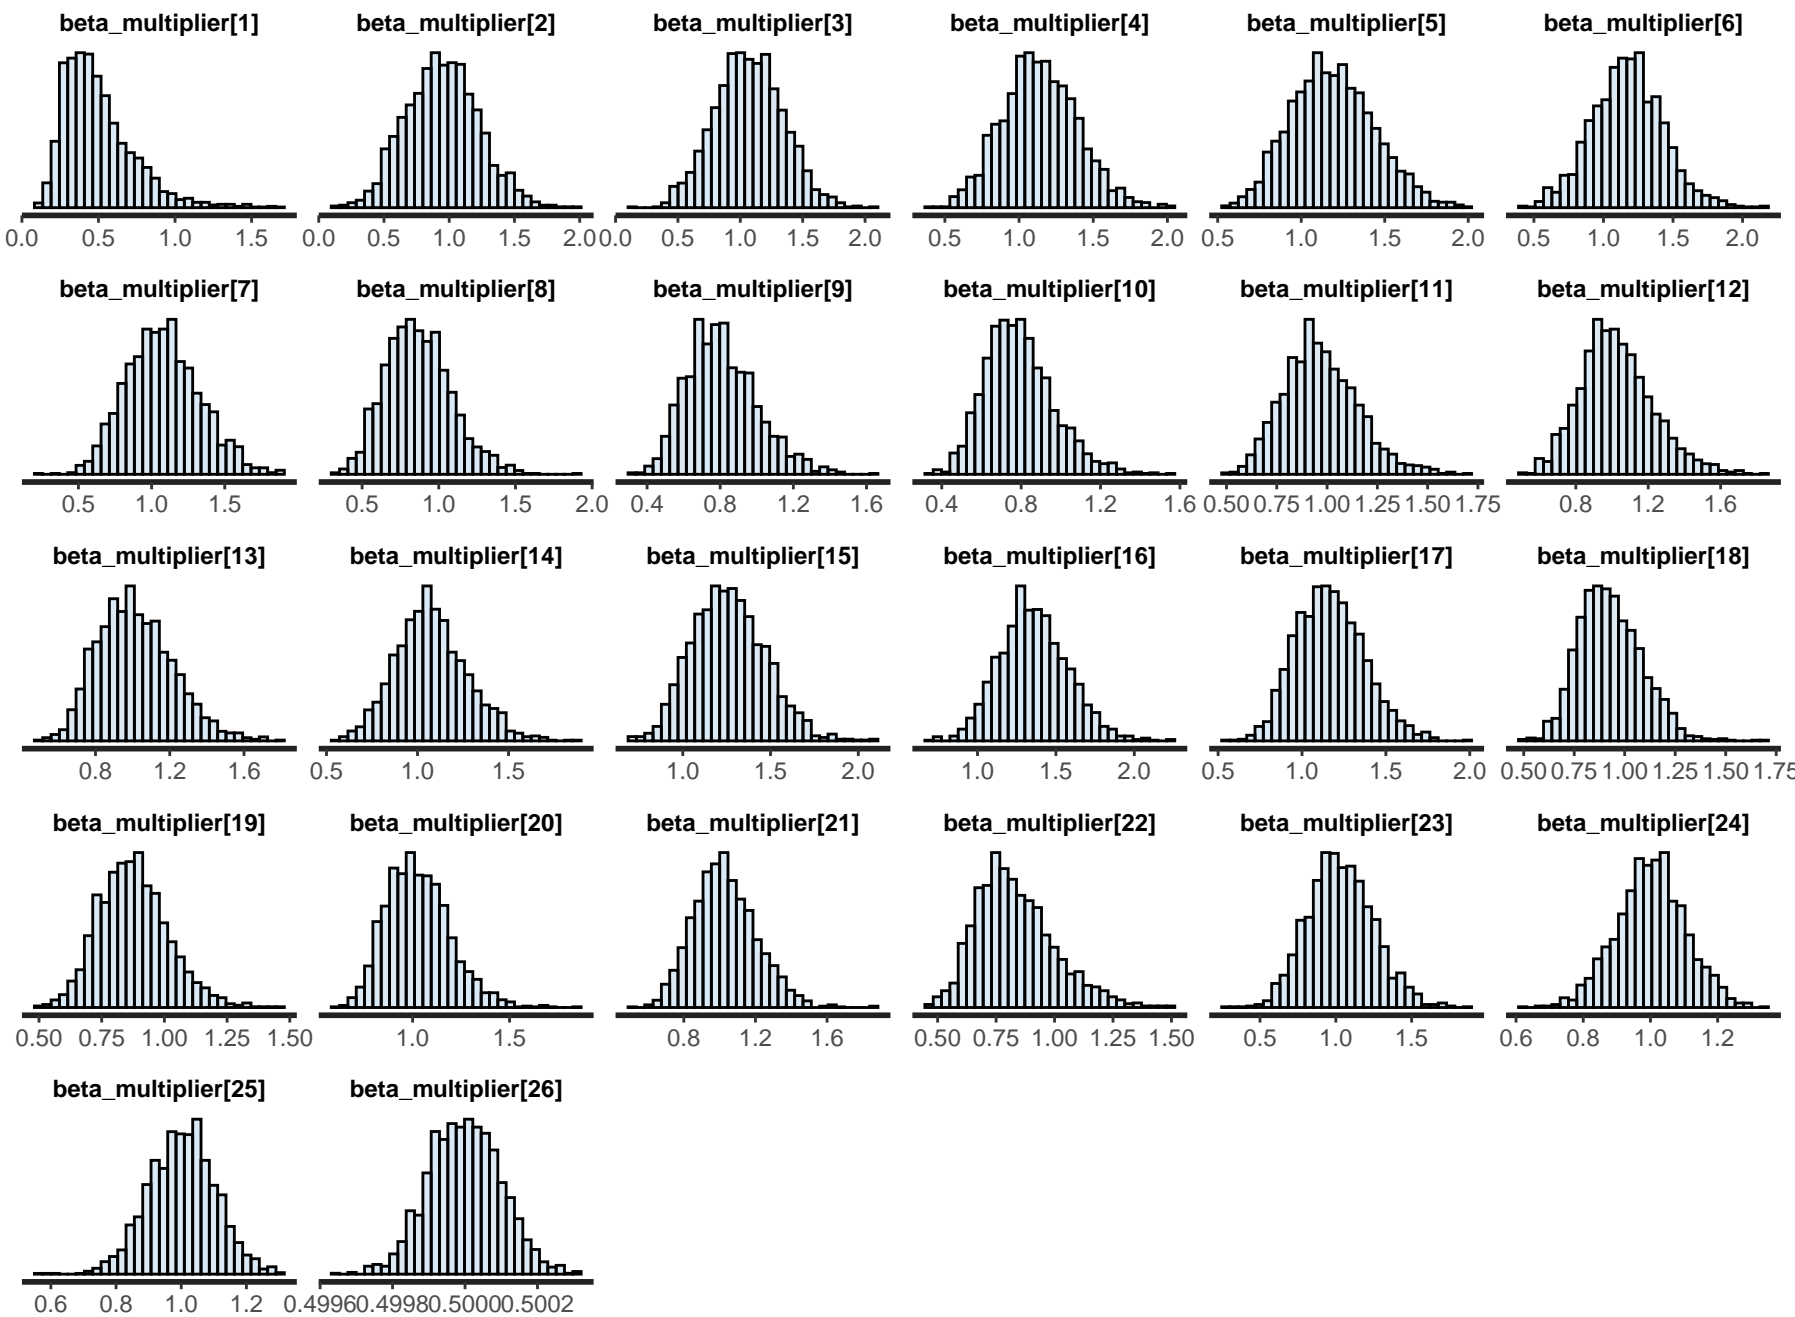 beta_multiplier[1] beta_multiplier[2] beta_multiplier[3] beta_multiplier[4] beta_multiplier[5] beta_multiplier[6]
0.0 0.5 1.0 1.5 0.0 0.5 1.0 1.5 2.0 0.0 0.5 1.0 1.5 2.0 0.5 1.0 1.5 2.0 0.5 1.0 1.5 2.0 0.5 1.0 1.5 2.0
beta_multiplier[7] beta_multiplier[8] beta_multiplier[9] beta_multiplier[10] beta_multiplier[11] beta_multiplier[12]
0.5 1.0 1.5 0.5 1.0 1.5 2.0 0.4 0.8 1.2 1.6 0.4 0.8 1.2 1.6 0.50 0.75 1.00 1.25 1.50 1.75 0.8 1.2 1.6
beta_multiplier[13] beta_multiplier[14] beta_multiplier[15] beta_multiplier[16] beta_multiplier[17] beta_multiplier[18]
0.8 1.2 1.6 0.5 1.0 1.5 1.0 1.5 2.0 1.0 1.5 2.0 0.5 1.0 1.5 2.0 0.50 0.75 1.00 1.25 1.50 1.75
beta_multiplier[19] beta_multiplier[20] beta_multiplier[21] beta_multiplier[22] beta_multiplier[23] beta_multiplier[24]
0.50 0.75 1.00 1.25 1.50 1.0 1.5 0.8 1.2 1.6 0.50 0.75 1.00 1.25 1.50 0.5 1.0 1.5 0.6 0.8 1.0 1.2
beta_multiplier[25] beta_multiplier[26]
0.6 0.8 1.0 1.2 0.4996 0.4998 0.5000 0.5002